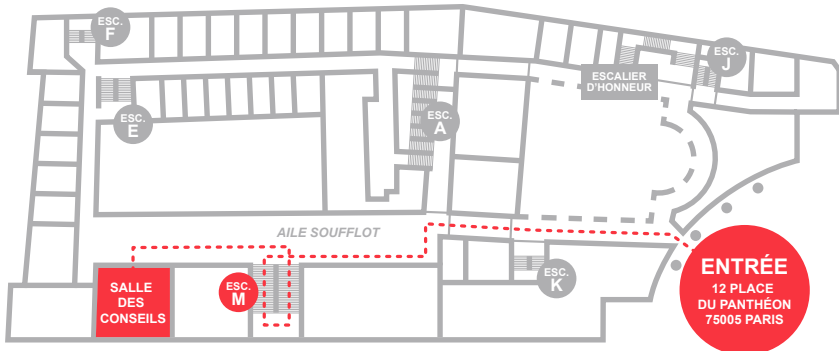 ESC.
F
ESC.
J
ESCALIER
D'HONNEUR
ESC.
E
ESC.
A
AILE SOUFFLOT
SALLE
DES
CONSEILS
ESC.
M
ESC.
K
ENTRÉE
12 PLACE
DU PANTHÉON
75005 PARIS